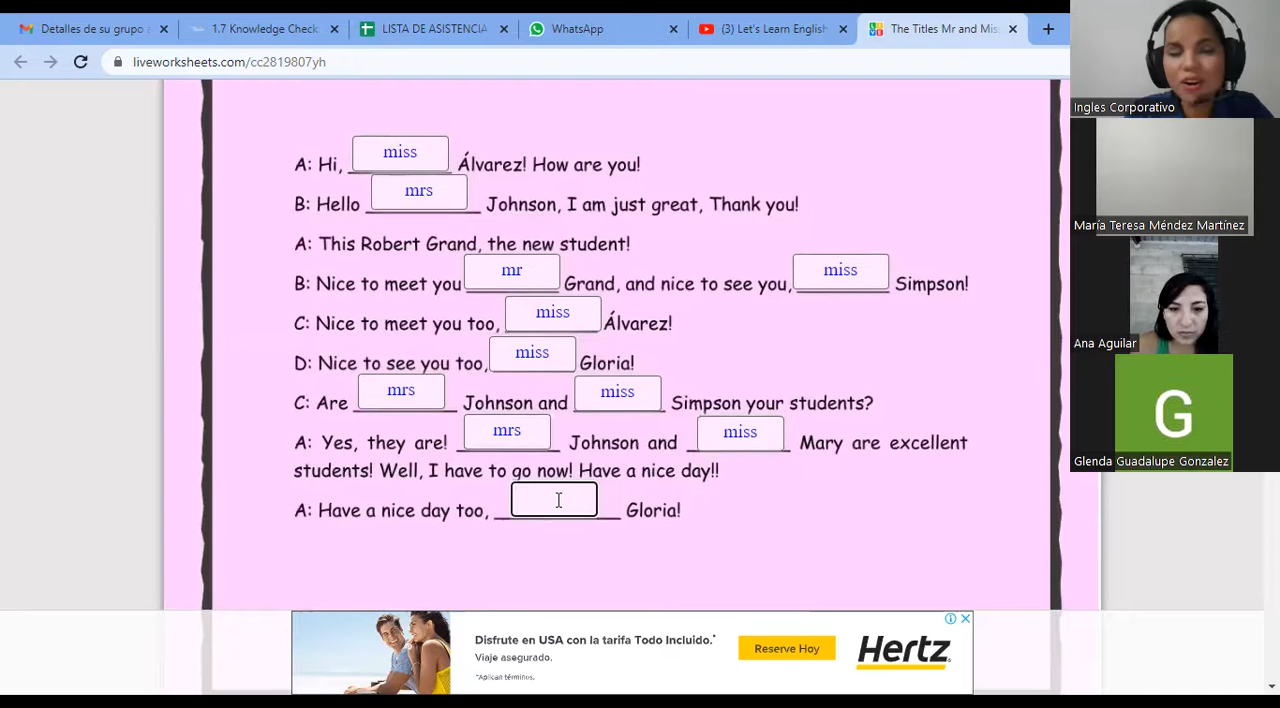 Detalles de su grupo a
1.7 Knowledge Check
LISTA DE ASISTENCIA
WhatsApp
(3) Let's Learn English
The Titles Mr and Mis
liveworksheets.com/cc2819807yh
A: Hi, miss Álvarez! How are you!
B: Hello mrs Johnson, I am just great, Thank you!
A: This Robert Grand, the new student!
B: Nice to meet you mr Grand, and nice to see you, miss Simpson!
C: Nice to meet you too, miss Álvarez!
D: Nice to see you too, miss Gloria!
C: Are mrs Johnson and miss Simpson your students?
A: Yes, they are! mrs Johnson and miss Mary are excellent
students! Well, I have to go now! Have a nice day!!
A: Have a nice day too, Gloria!
Disfrute en USA con la tarifa Todo Incluido.*
Viaje asegurado.
*Aplican términos.
Reserve Hoy
Hertz
Ingles Corporativo
María Teresa Méndez Martínez
Ana Aguilar
G
Glenda Guadalupe Gonzalez